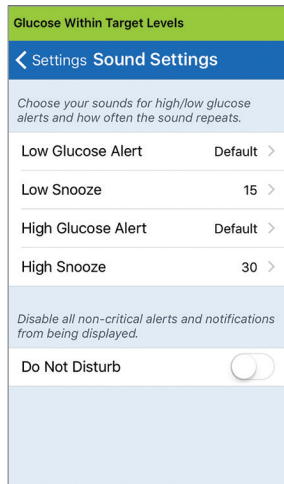 Glucose Within Target Levels
Settings Sound Settings
Choose your sounds for high/low glucose
alerts and how often the sound repeats.
Low Glucose Alert Default
Low Snooze 15
High Glucose Alert Default
High Snooze 30
Disable all non-critical alerts and notifications
from being displayed.
Do Not Disturb